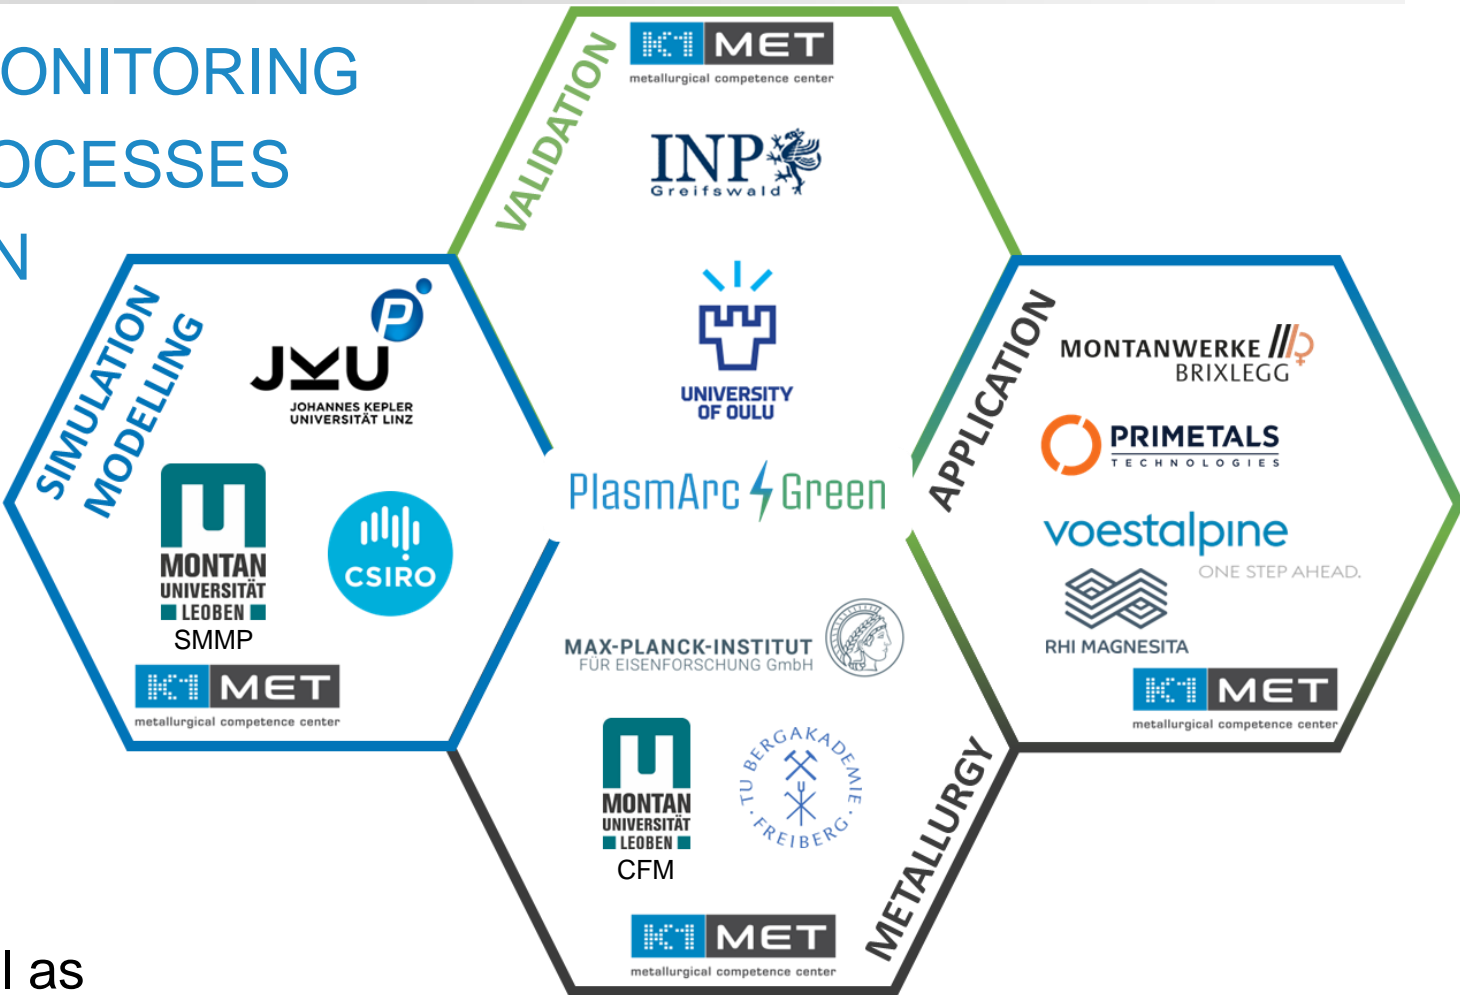 ONITORING
OCESSES
N
VALIDATION
K1 MET
metallurgical competence center
INP
Greifswald
UNIVERSITY
OF OULU
SIMULATION
MODELLING
P
JKU
JOHANNES KEPLER
UNIVERSITÄT LINZ
MONTAN
UNIVERSITÄT
LEOBEN
SMMP
CSIRO
K1 MET
metallurgical competence center
PlasmArc Green
APPLICATION
MONTANWERKE
BRIXLEGG
PRIMETALS
TECHNOLOGIES
voestalpine
ONE STEP AHEAD.
RHI MAGNESITA
K1 MET
metallurgical competence center
MAX-PLANCK-INSTITUT
FÜR EISENFORSCHUNG GmbH
MONTAN
UNIVERSITÄT
LEOBEN
CFM
TU BERGAKADEMIE
· FREIBERG ·
METALLURGY
K1 MET
metallurgical competence center
l as